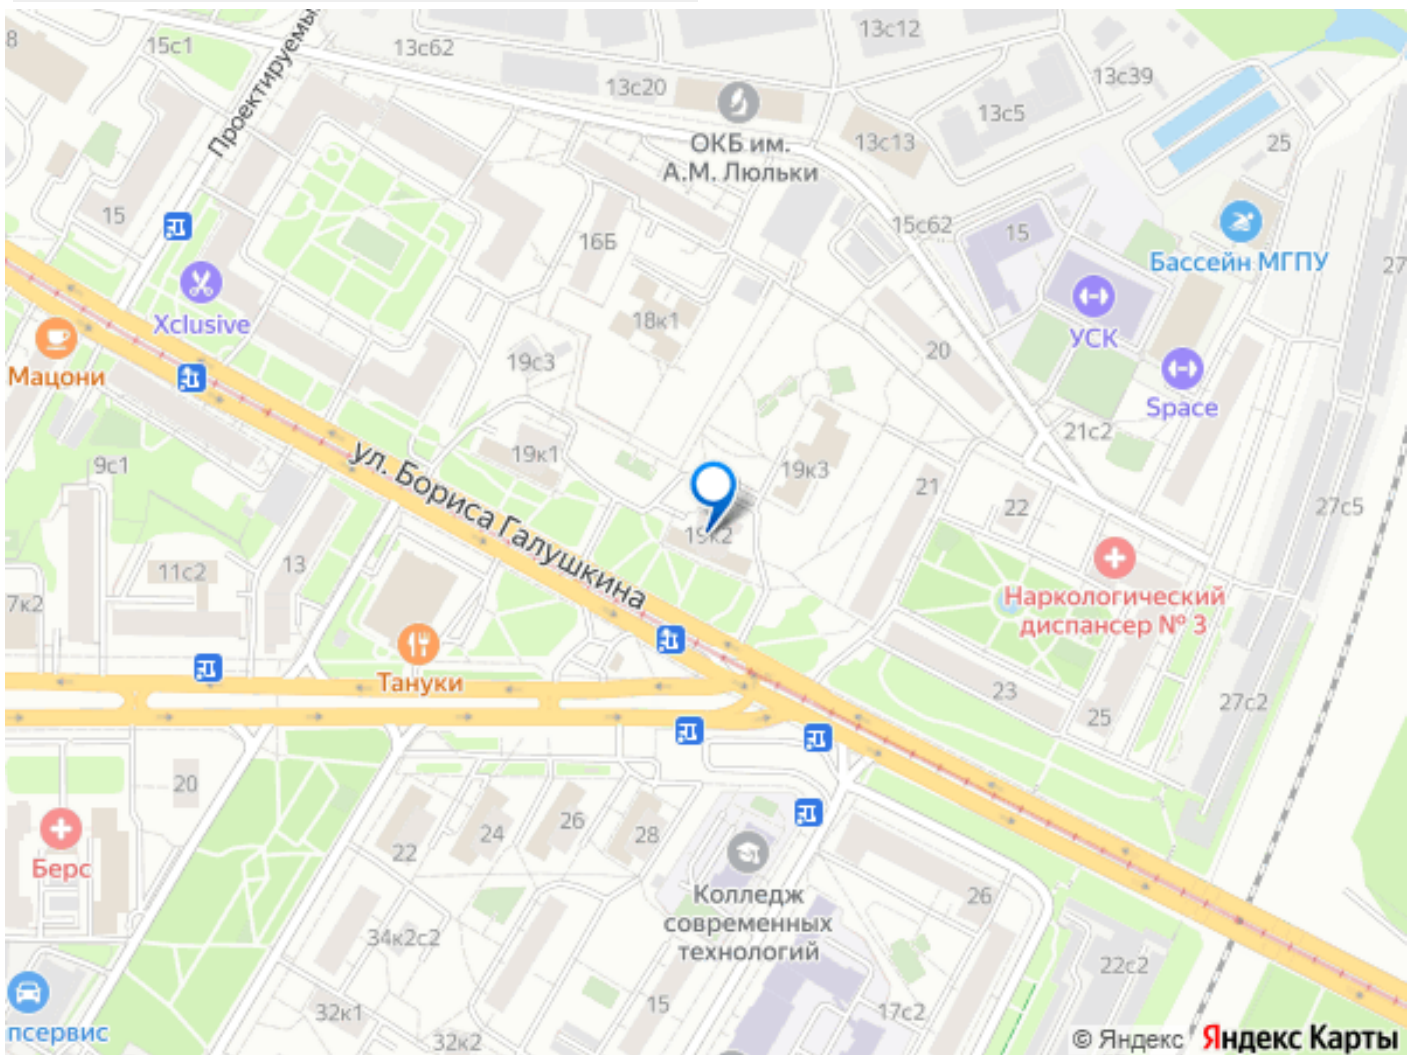 8
15с1
Проектируемы
13с62
13с20
13с12
13с39
13с5
13с13
ОКБ им.
А.М. Люльки
25
15
16Б
15с62
15
Бассейн МГПУ
27
Xclusive
18к1
УСК
20
Мацони
19с3
Space
21с2
9с1
19к1
ул. Бориса Галушкина
19к3
21
22
27с5
19к2
11с2
13
7к2
Наркологический
диспансер № 3
Тануки
23
25
27с2
20
24
26
28
22
Берс
Колледж
современных
технологий
26
34к2с2
22с2
32к1
15
17с2
псервис
32к2
© Яндекс Яндекс Карты